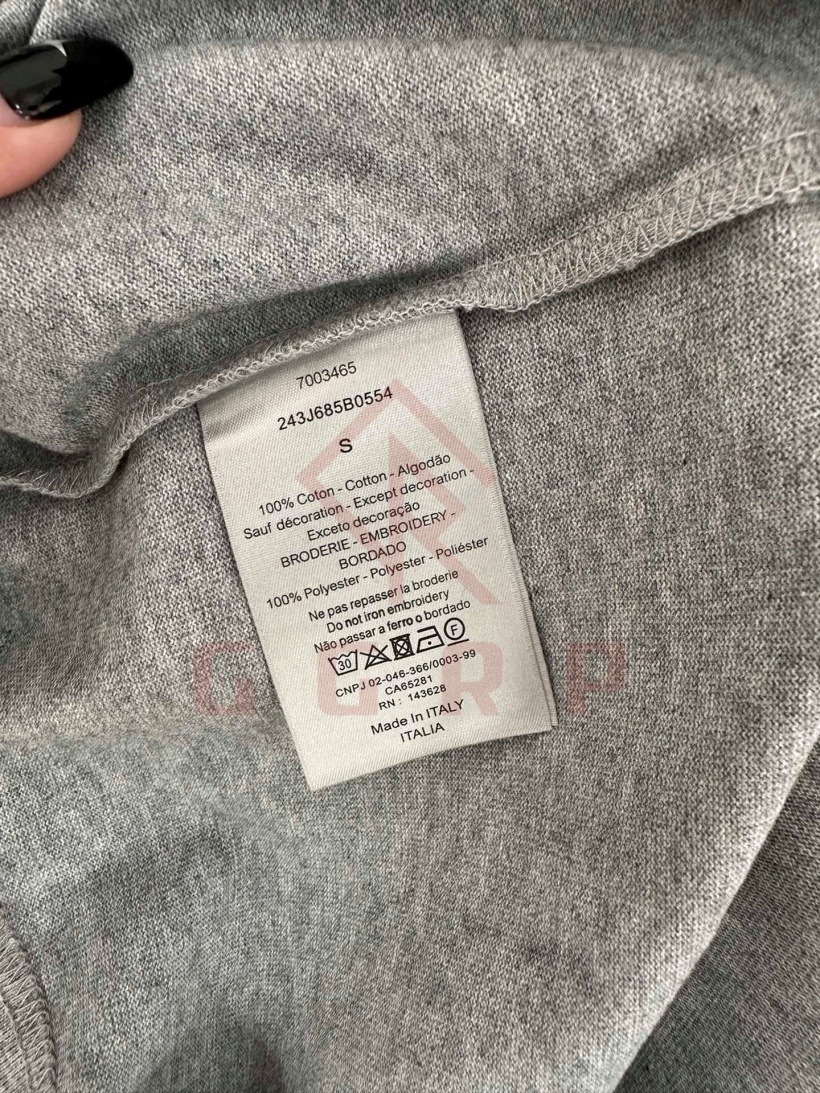 7003465
243J685B0554
S
100% Coton - Cotton - Algodão
Sauf décoration - Except decoration -
Exceto decoração
BRODERIE - EMBROIDERY -
BORDADO
100% Polyester - Polyester - Poliéster
Ne pas repasser la broderie
Do not iron embroidery
Não passar a ferro o bordado
30 F
CNPJ 02-046-366/0003-99
CA65281
RN : 143628
Made In ITALY
ITALIA
GGRP